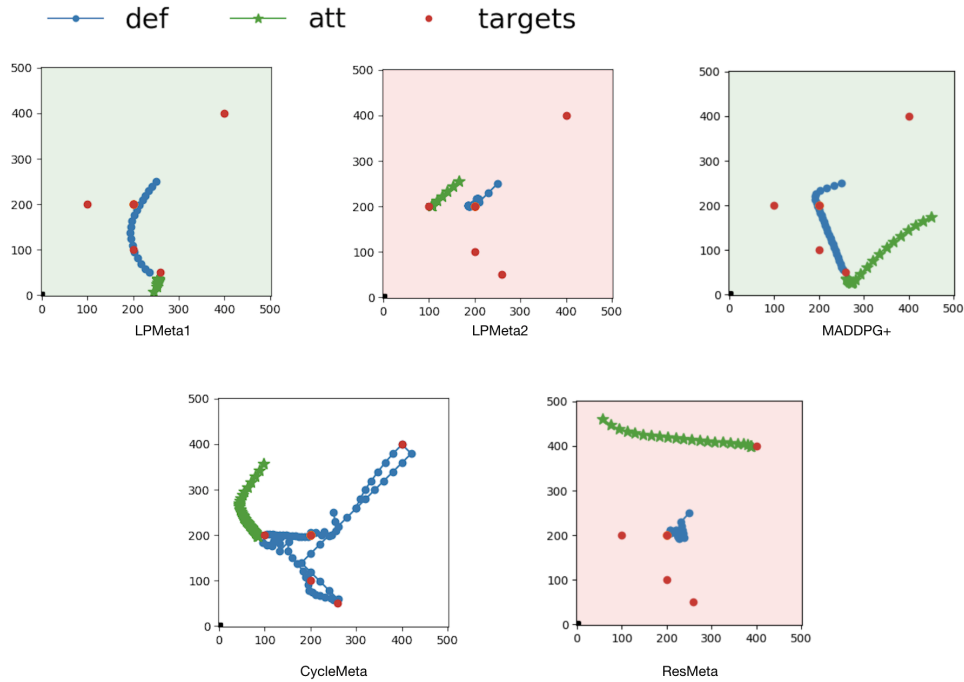 def att targets
500 500 500
400 400 400
300 300 300
200 200 200
100 100 100
0 0 0
0 100 200 300 400 500 0 100 200 300 400 500 0 100 200 300 400 500
LPMeta1 LPMeta2 MADDPG+
500 500
400 400
300 300
200 200
100 100
0 0
0 100 200 300 400 500 0 100 200 300 400 500
CycleMeta ResMeta